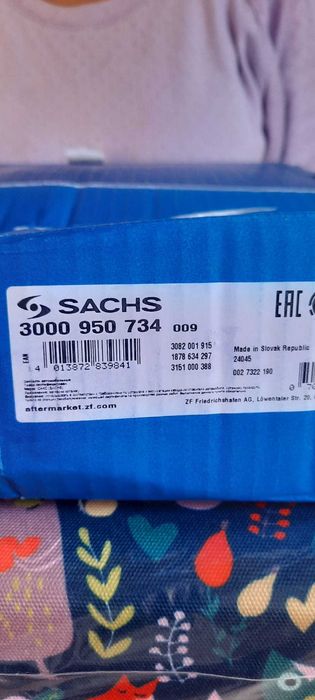 SACHS
EAC
3000 950 734 009
3082 001 915
1878 634 297
3151 000 388
Made in Slovak Republic
24045
002 7322 190
EAN
4 013872 839841
aftermarket.zf.com
ZF Friedrichshafen AG, Löwentaler Str. 20,